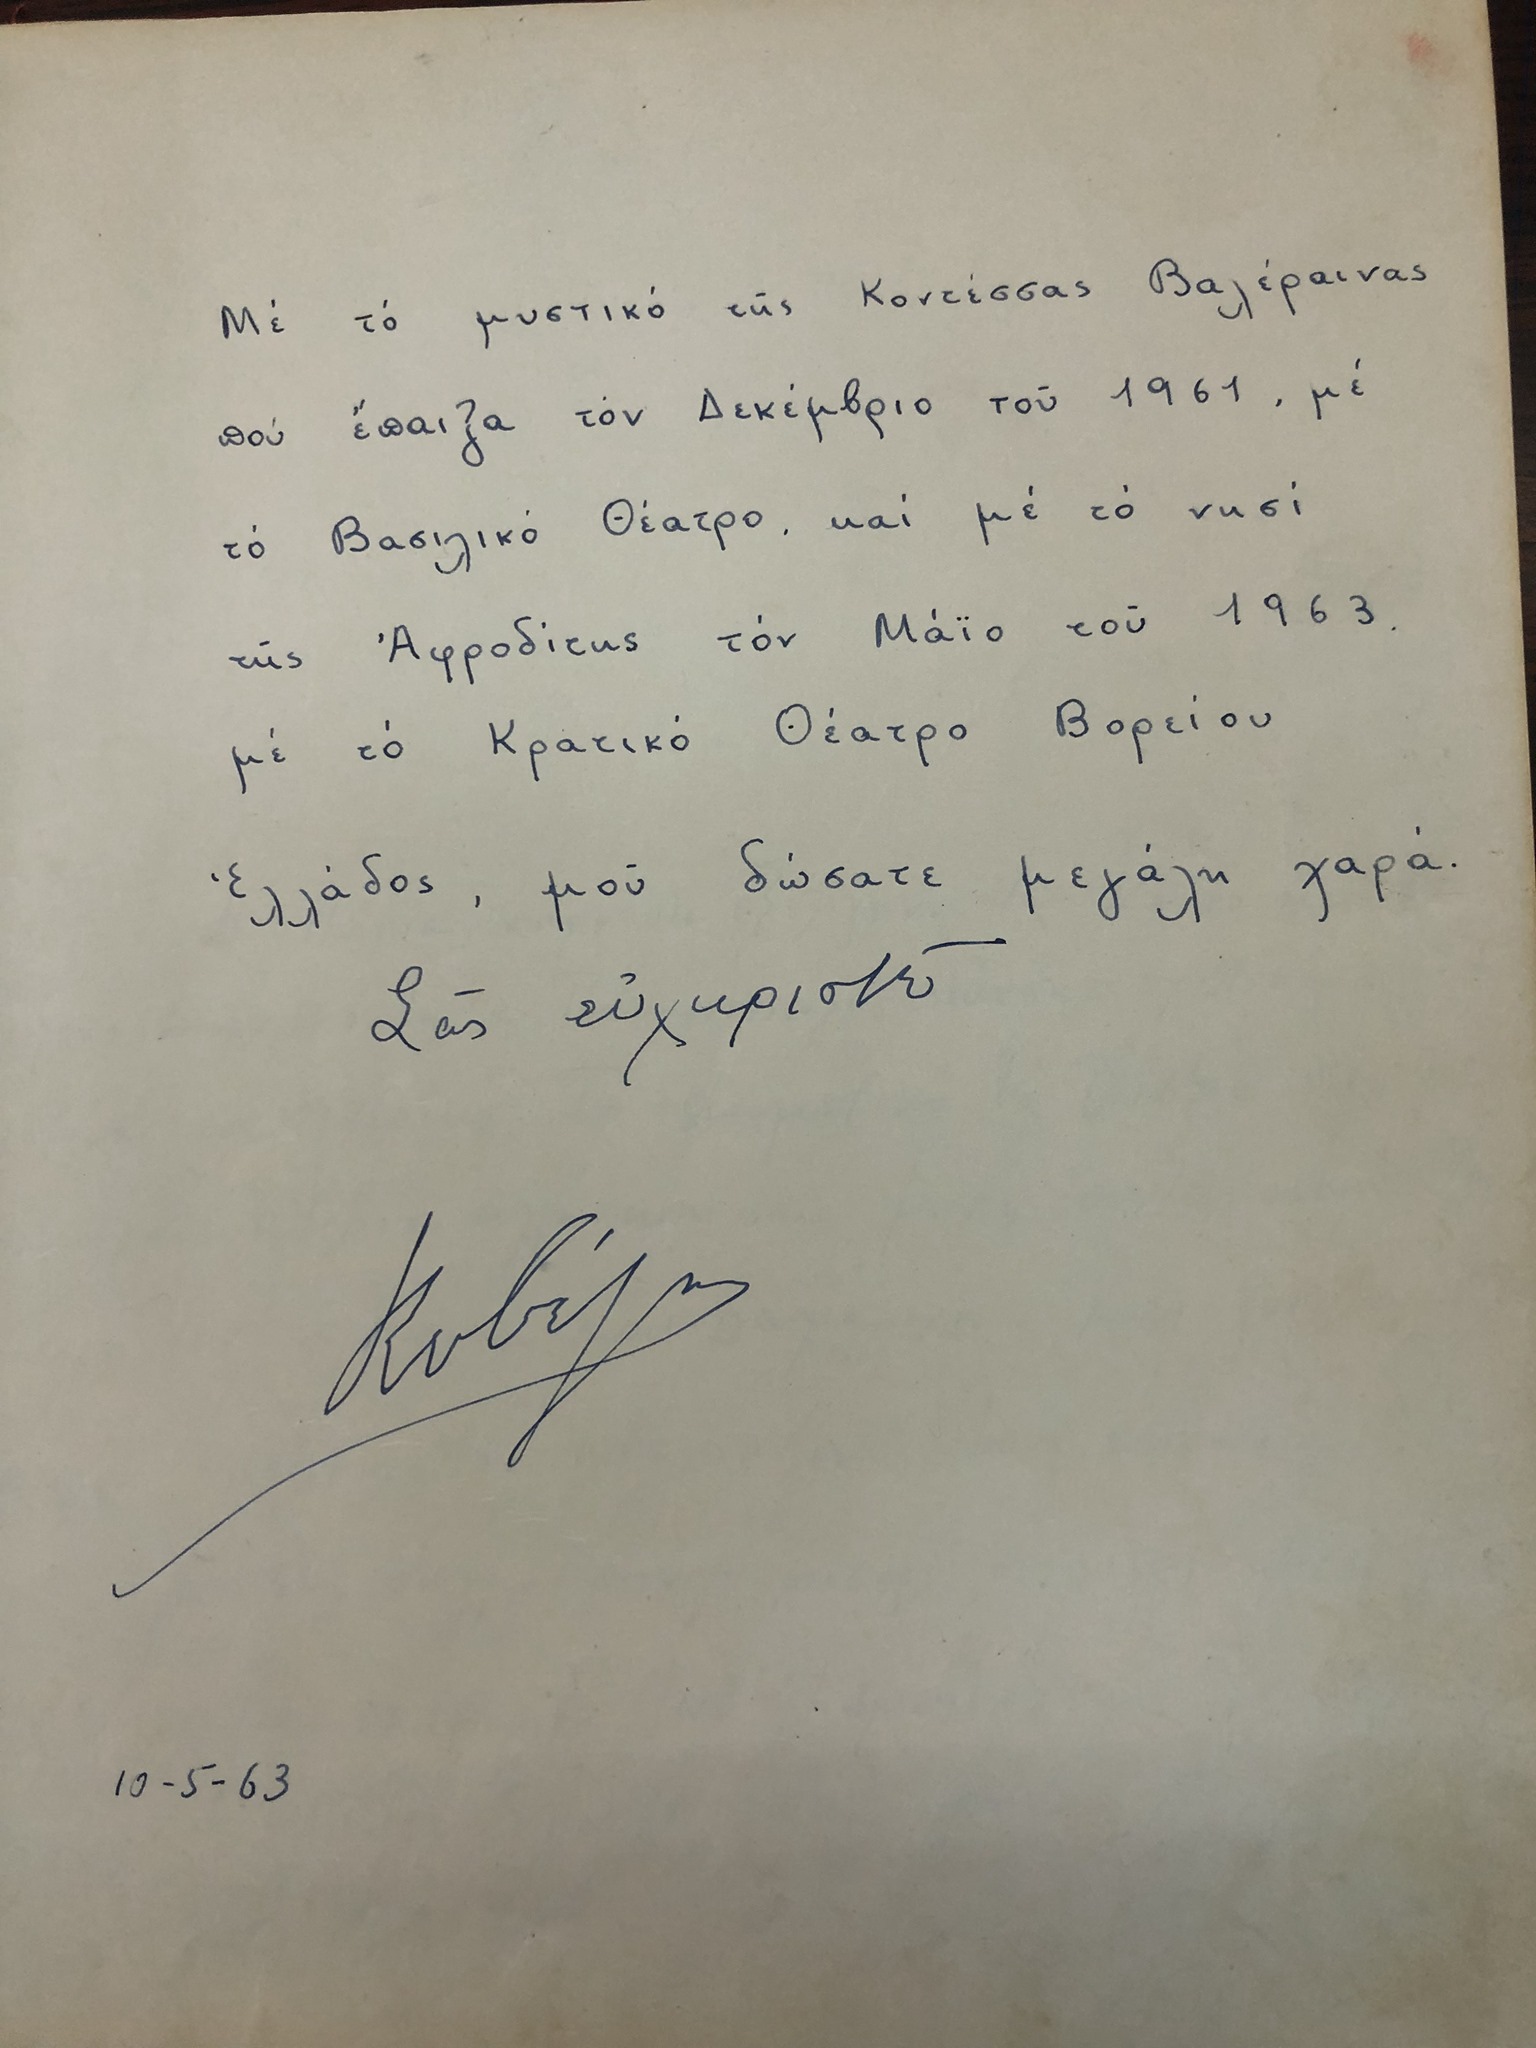 Μέ τό μυστικό τῆς Κοντέσσας Βαλέραινας
πού ἔπαιζα τόν Δεκέμβριο τοῦ 1961, μέ
τό Βασιλικό Θέατρο, καί μέ τό νησί
τῆς Ἀφροδίτης τόν Μάϊο τοῦ 1963.
μέ τό Κρατικό Θέατρο Βορείου
Ἑλλάδος, μοῦ δώσατε μεγάλη χαρά.
Σᾶς εὐχαριστῶ
Κυβέλη
10-5-63